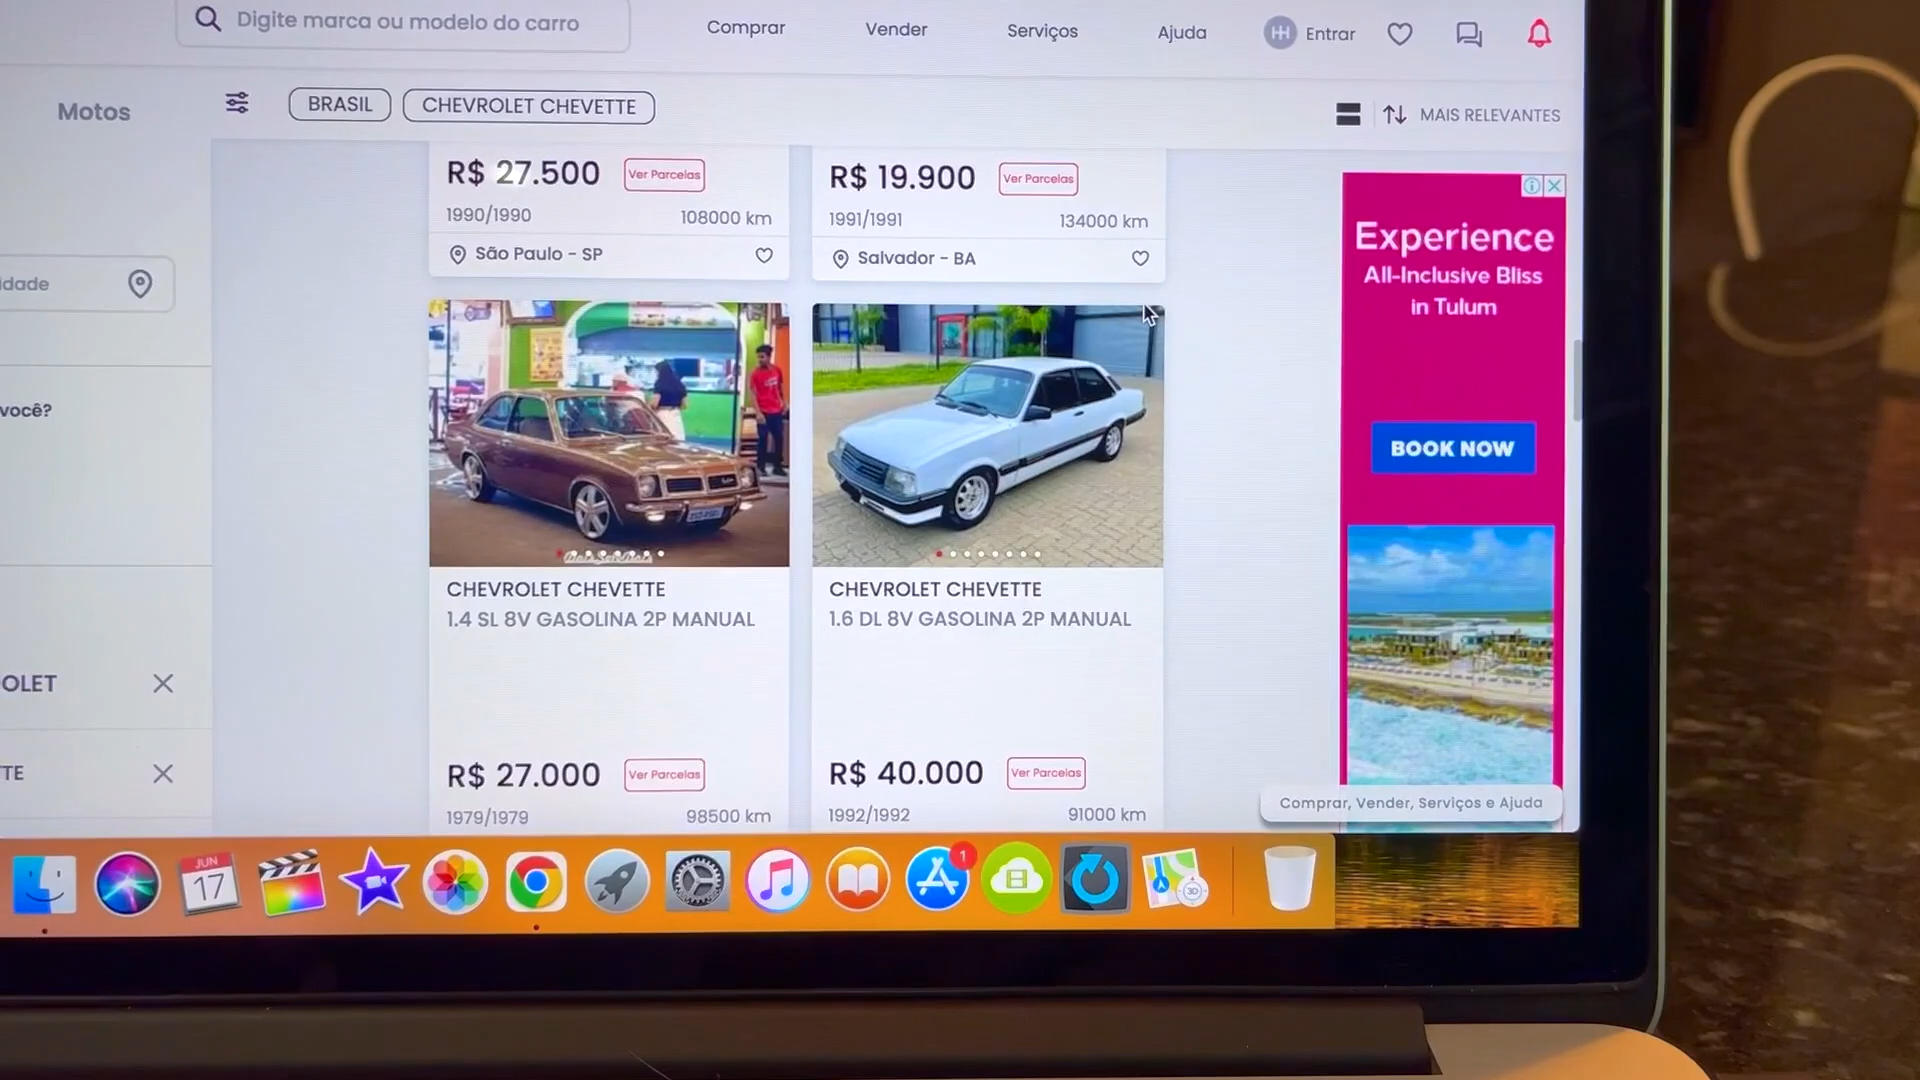 Digite marca ou modelo do carro
Comprar
Vender
Serviços
Ajuda
Entrar
Motos
BRASIL
CHEVROLET CHEVETTE
MAIS RELEVANTES
R$ 27.500
Ver Parcelas
1990/1990
108000 km
São Paulo - SP
R$ 19.900
Ver Parcelas
1991/1991
134000 km
Salvador - BA
idade
você?
OLET
TE
CHEVROLET CHEVETTE
1.4 SL 8V GASOLINA 2P MANUAL
R$ 27.000
Ver Parcelas
1979/1979
98500 km
CHEVROLET CHEVETTE
1.6 DL 8V GASOLINA 2P MANUAL
R$ 40.000
Ver Parcelas
1992/1992
91000 km
Experience
All-Inclusive Bliss
in Tulum
BOOK NOW
Comprar, Vender, Serviços e Ajuda
JUN
17
1
3D